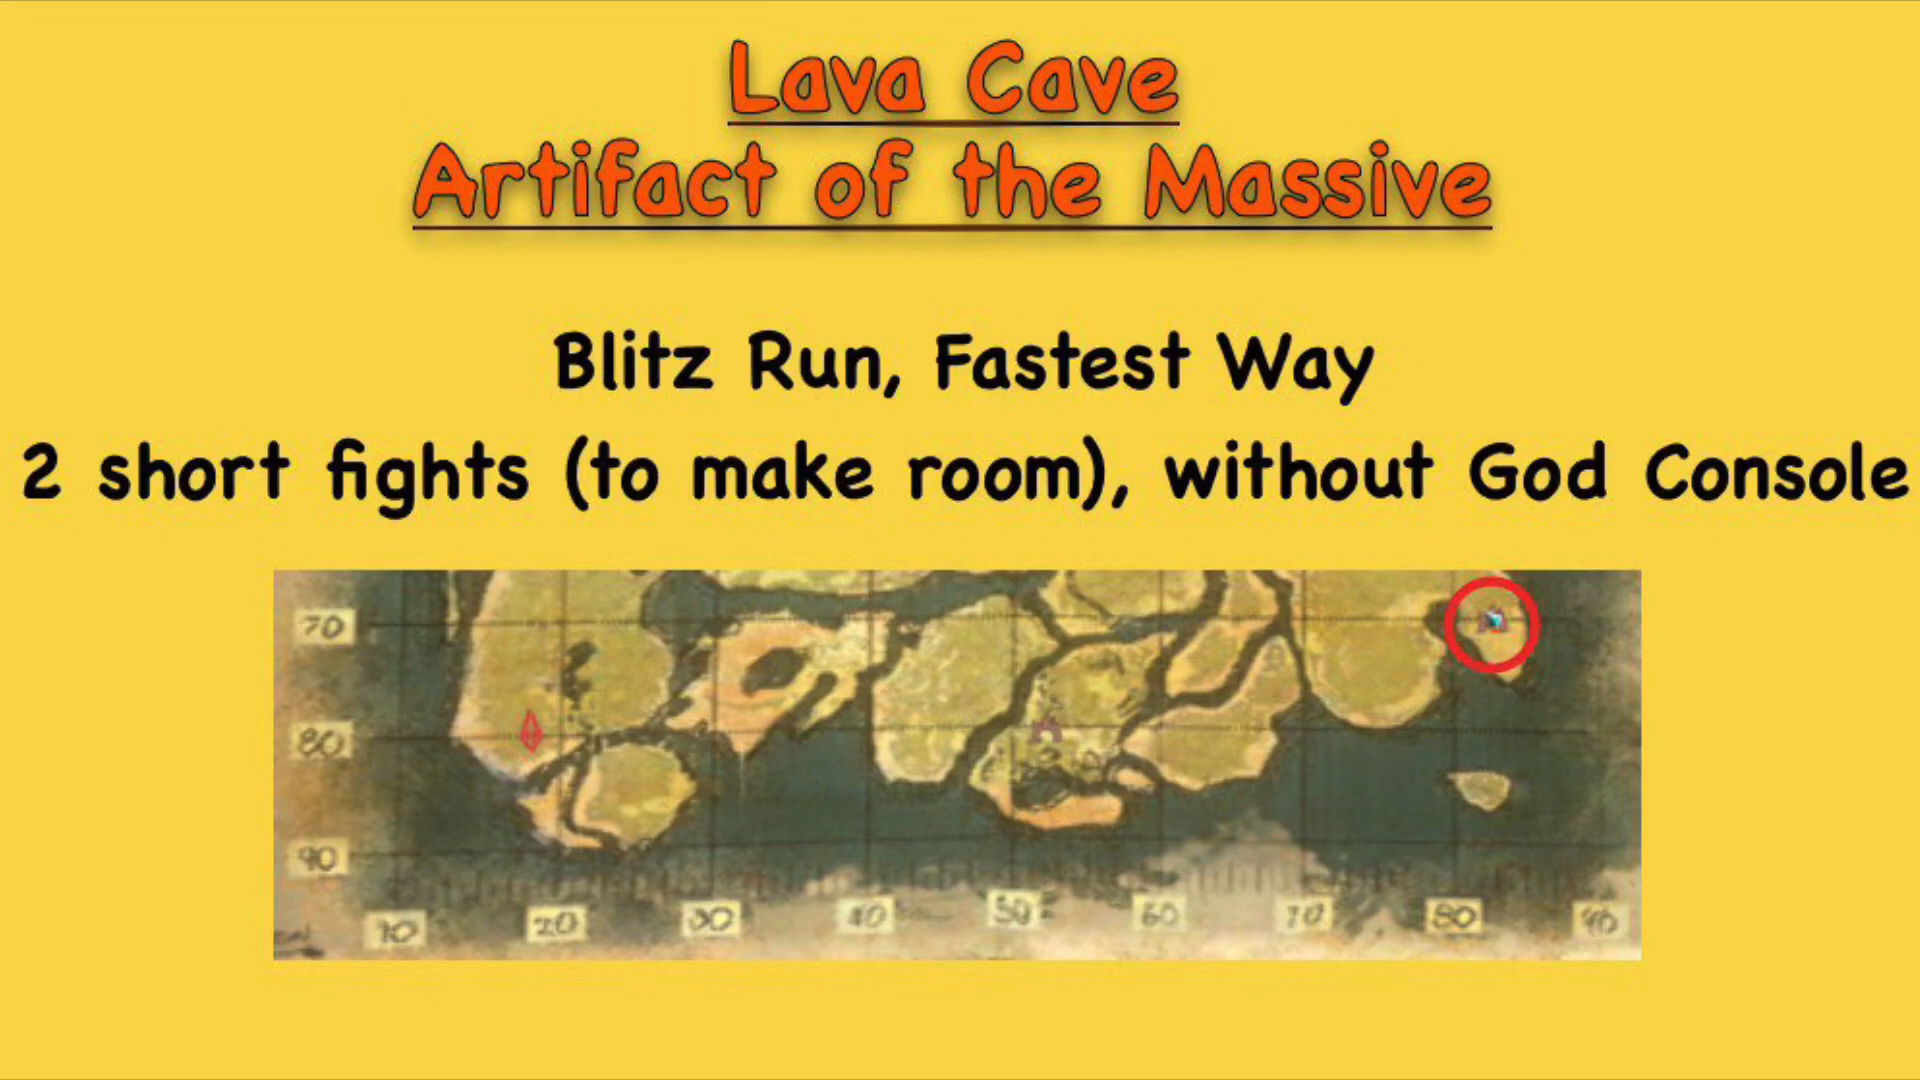 Lava Cave
Artifact of the Massive
Blitz Run, Fastest Way
2 short fights (to make room), without God Console
70
80
90
10 20 30 40 50 60 70 80 90